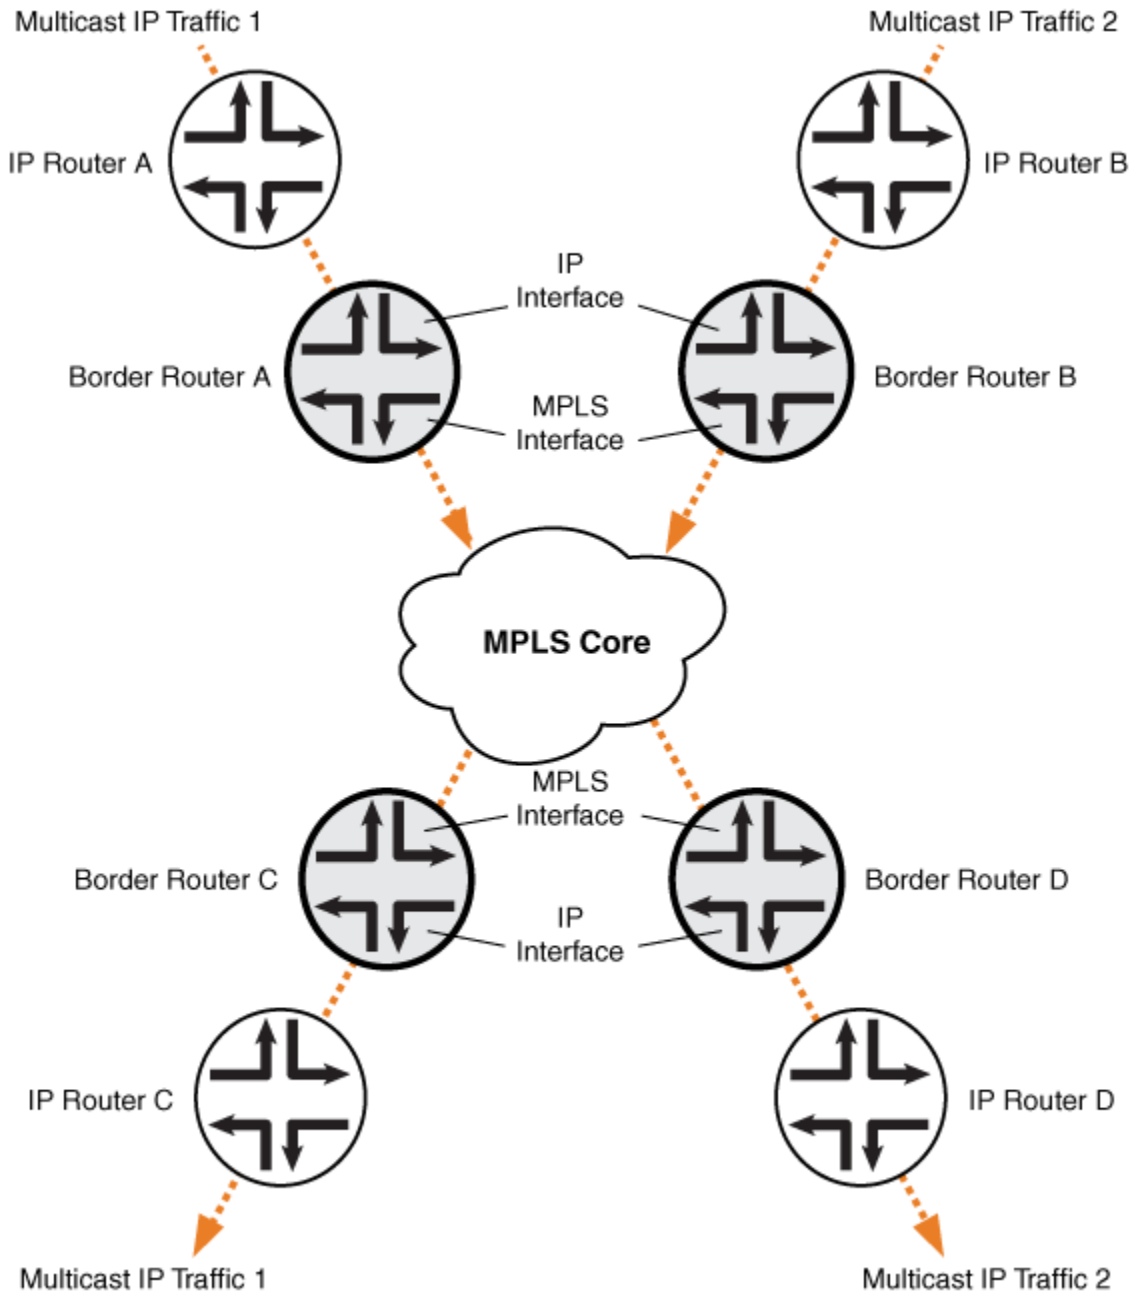 Multicast IP Traffic 1
Multicast IP Traffic 2
IP Router A
IP Router B
IP
Interface
Border Router A
Border Router B
MPLS
Interface
MPLS Core
MPLS
Interface
Border Router C
Border Router D
IP
Interface
IP Router C
IP Router D
Multicast IP Traffic 1
Multicast IP Traffic 2